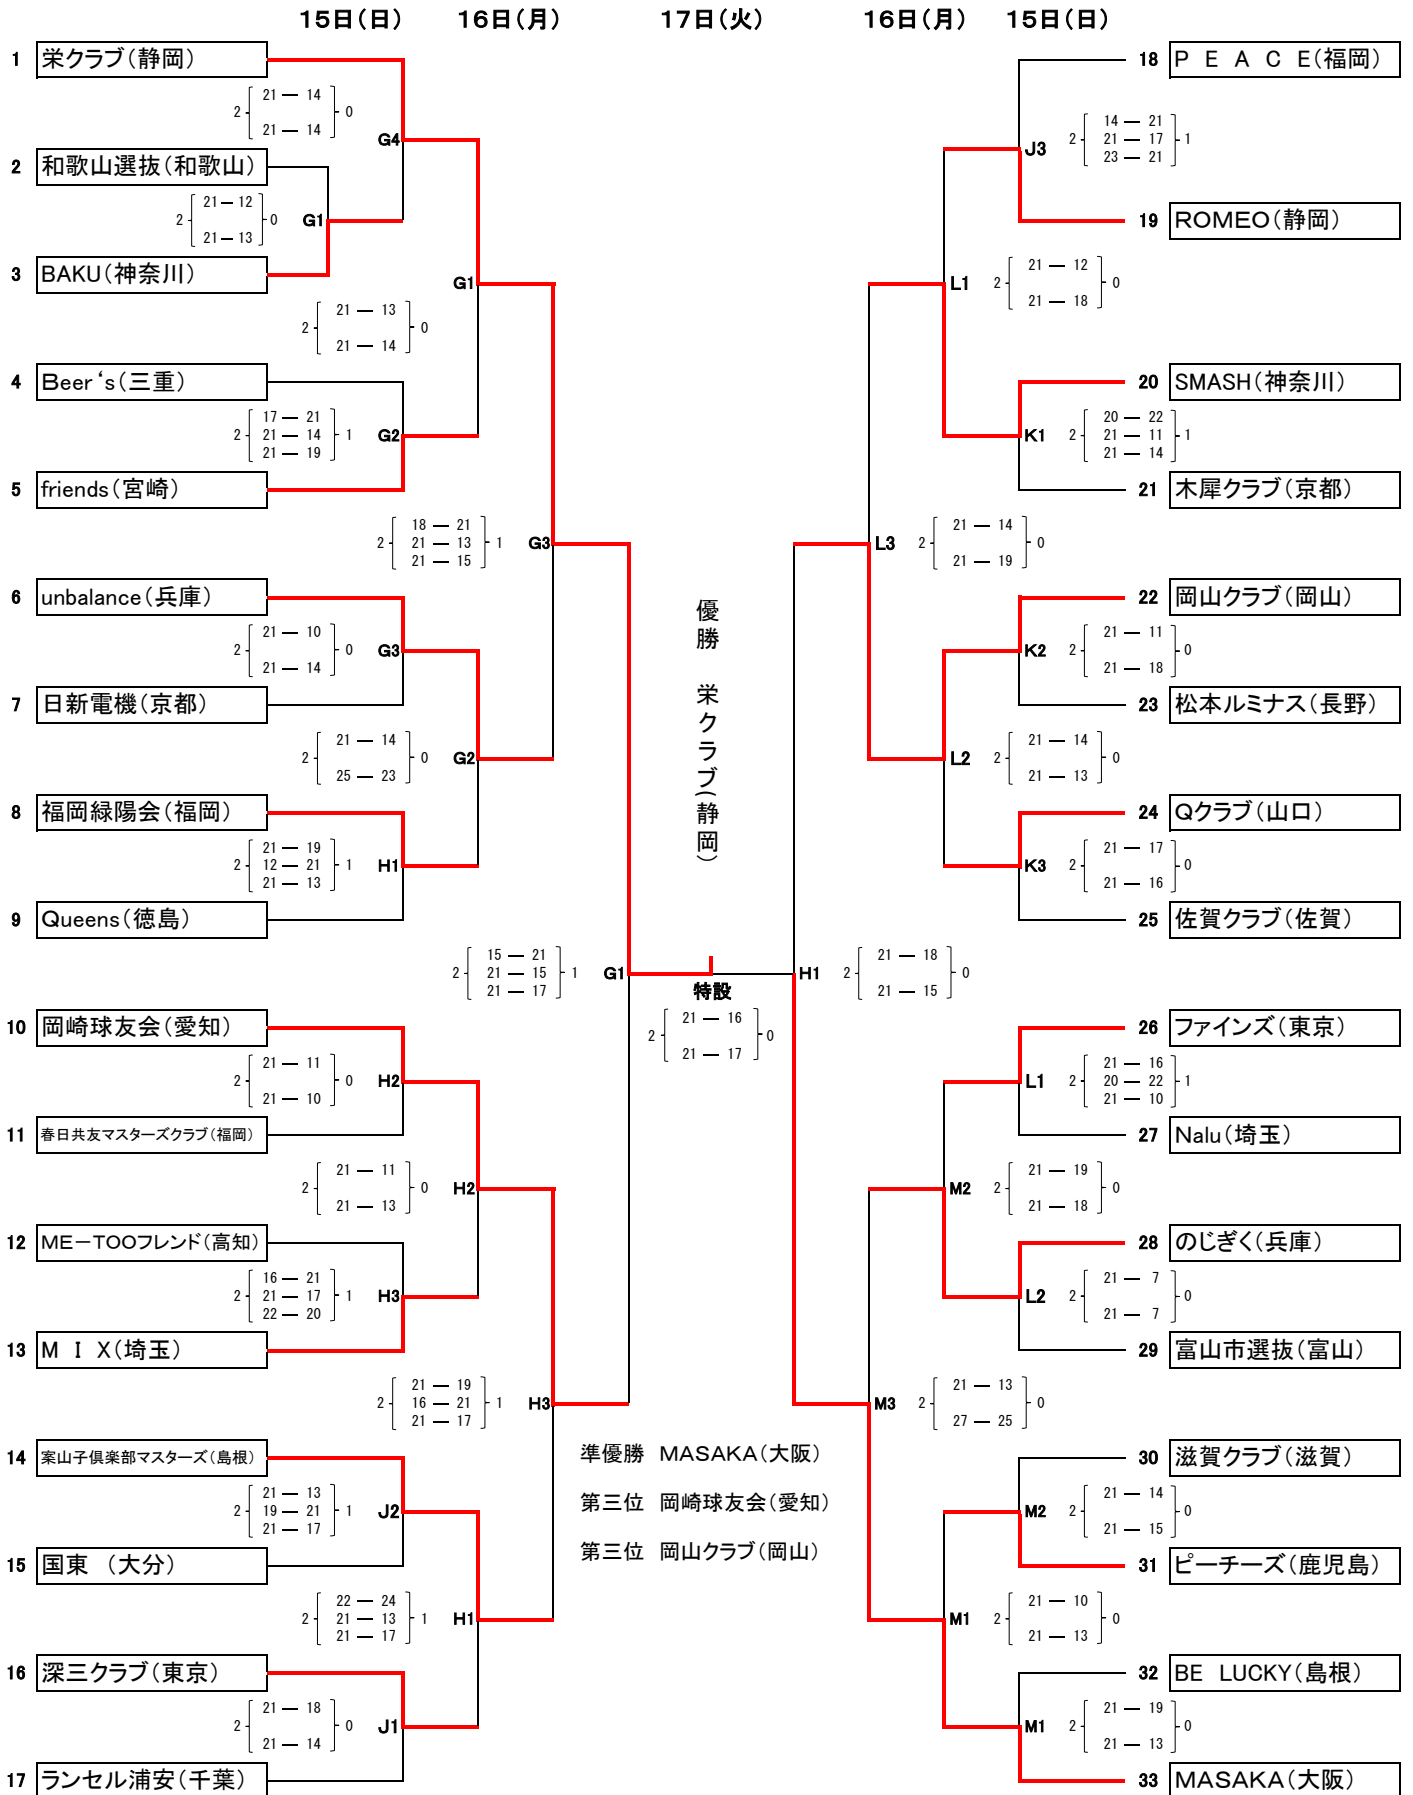 15日（日） 16日（月） 17日（火） 16日（月） 15日（日）
1 栄クラブ（静岡）
2 21 — 14 0
21 — 14
G4
2 和歌山選抜（和歌山）
2 21 — 12 0
21 — 13
G1
3 BAKU（神奈川）
G1
2 21 — 13 0
21 — 14
4 Beer‘s（三重）
17 — 21
2 21 — 14 1
21 — 19
G2
5 friends（宮崎）
18 — 21
2 21 — 13 1
21 — 15
G3
6 unbalance（兵庫）
2 21 — 10 0
21 — 14
G3
7 日新電機（京都）
2 21 — 14 0
25 — 23
G2
8 福岡緑陽会（福岡）
21 — 19
2 12 — 21 1
21 — 13
H1
9 Queens（徳島）
15 — 21
2 21 — 15 1
21 — 17
G1
10 岡崎球友会（愛知）
2 21 — 11 0
21 — 10
H2
11 春日共友マスターズクラブ（福岡）
2 21 — 11 0
21 — 13
H2
12 ME－TOOフレンド（高知）
16 — 21
2 21 — 17 1
22 — 20
H3
13 M I X（埼玉）
21 — 19
2 16 — 21 1
21 — 17
H3
14 案山子倶楽部マスターズ（島根）
21 — 13
2 19 — 21 1
21 — 17
J2
15 国東 （大分）
22 — 24
2 21 — 13 1
21 — 17
H1
16 深三クラブ（東京）
2 21 — 18 0
21 — 14
J1
17 ランセル浦安（千葉）
優勝 栄クラブ（静岡）
特設
2 21 — 16 0
21 — 17
準優勝 MASAKA（大阪）
第三位 岡崎球友会（愛知）
第三位 岡山クラブ（岡山）
18 P E A C E（福岡）
J3
14 — 21
2 21 — 17 1
23 — 21
19 ROMEO（静岡）
L1
2 21 — 12 0
21 — 18
20 SMASH（神奈川）
K1
20 — 22
2 21 — 11 1
21 — 14
21 木犀クラブ（京都）
L3
2 21 — 14 0
21 — 19
22 岡山クラブ（岡山）
K2
2 21 — 11 0
21 — 18
23 松本ルミナス（長野）
L2
2 21 — 14 0
21 — 13
24 Qクラブ（山口）
K3
2 21 — 17 0
21 — 16
25 佐賀クラブ（佐賀）
H1
2 21 — 18 0
21 — 15
26 ファインズ（東京）
L1
21 — 16
2 20 — 22 1
21 — 10
27 Nalu（埼玉）
M2
2 21 — 19 0
21 — 18
28 のじぎく（兵庫）
L2
2 21 — 7 0
21 — 7
29 富山市選抜（富山）
M3
2 21 — 13 0
27 — 25
30 滋賀クラブ（滋賀）
M2
2 21 — 14 0
21 — 15
31 ピーチーズ（鹿児島）
M1
2 21 — 10 0
21 — 13
32 BE LUCKY（島根）
M1
2 21 — 19 0
21 — 13
33 MASAKA（大阪）